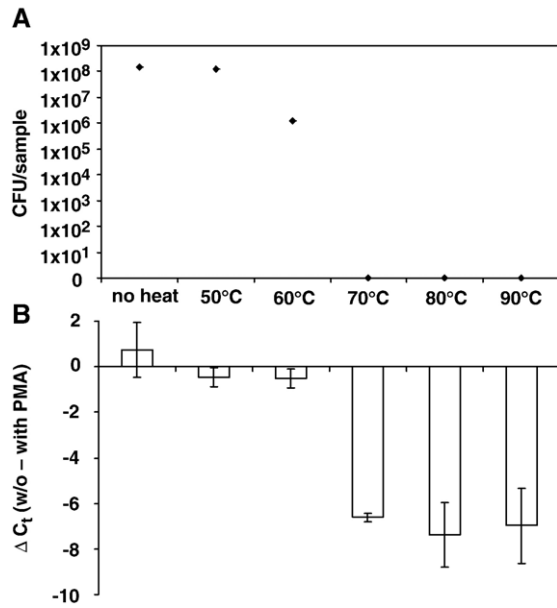 A
1x10⁹
1x10⁸
1x10⁷
1x10⁶
1x10⁵
1x10⁴
1x10³
1x10²
1x10¹
0
CFU/sample
no heat 50°C 60°C 70°C 80°C 90°C
B
2
0
-2
-4
-6
-8
-10
Δ Cₜ (w/o – with PMA)